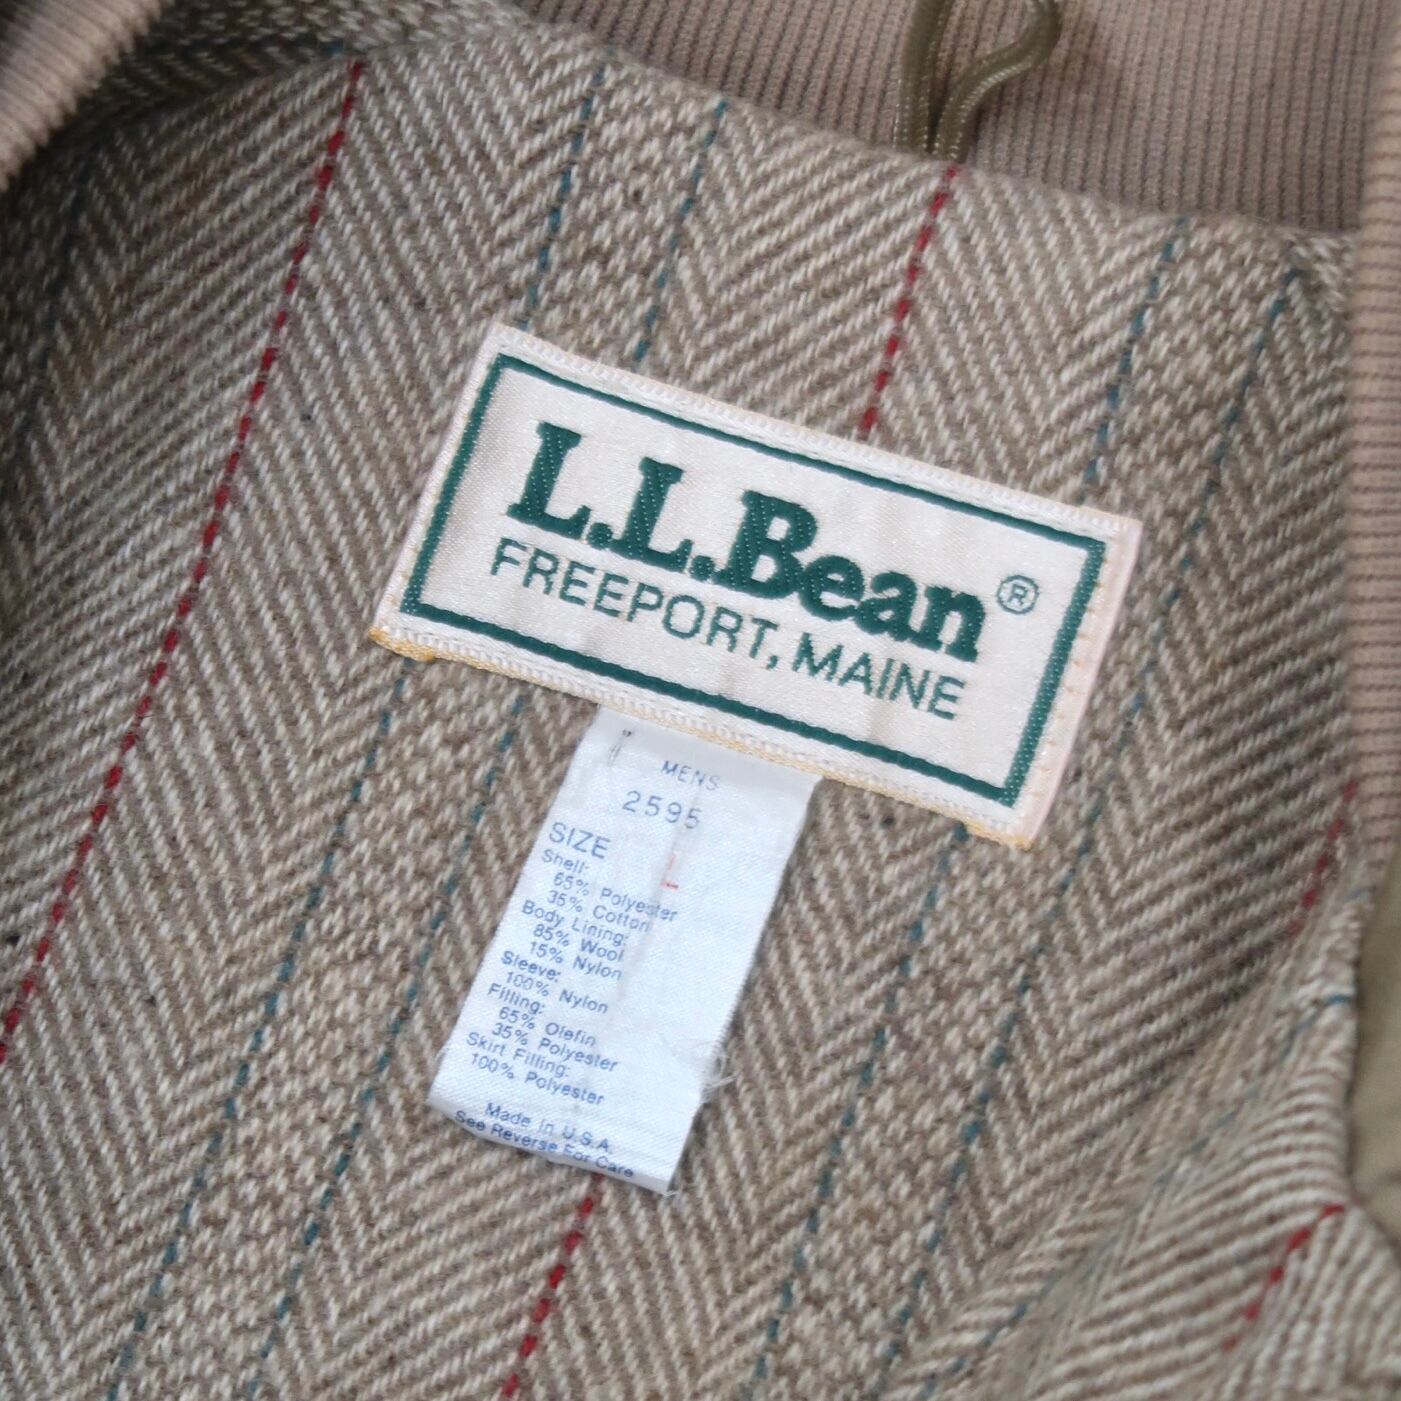 L.L.Bean®
FREEPORT, MAINE
MENS
2595
SIZE L
Shell:
65% Polyester
35% Cotton
Body Lining:
85% Wool
15% Nylon
Sleeve:
100% Nylon
Filling:
65% Olefin
35% Polyester
Skirt Filling:
100% Polyester
Made In U.S.A.
See Reverse For Care